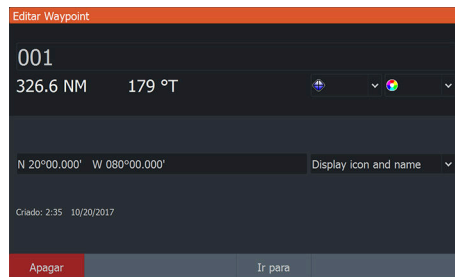 Editar Waypoint
001
326.6 NM 179 °T
N 20°00.000' W 080°00.000' Display icon and name
Criado: 2:35 10/20/2017
Apagar Ir para